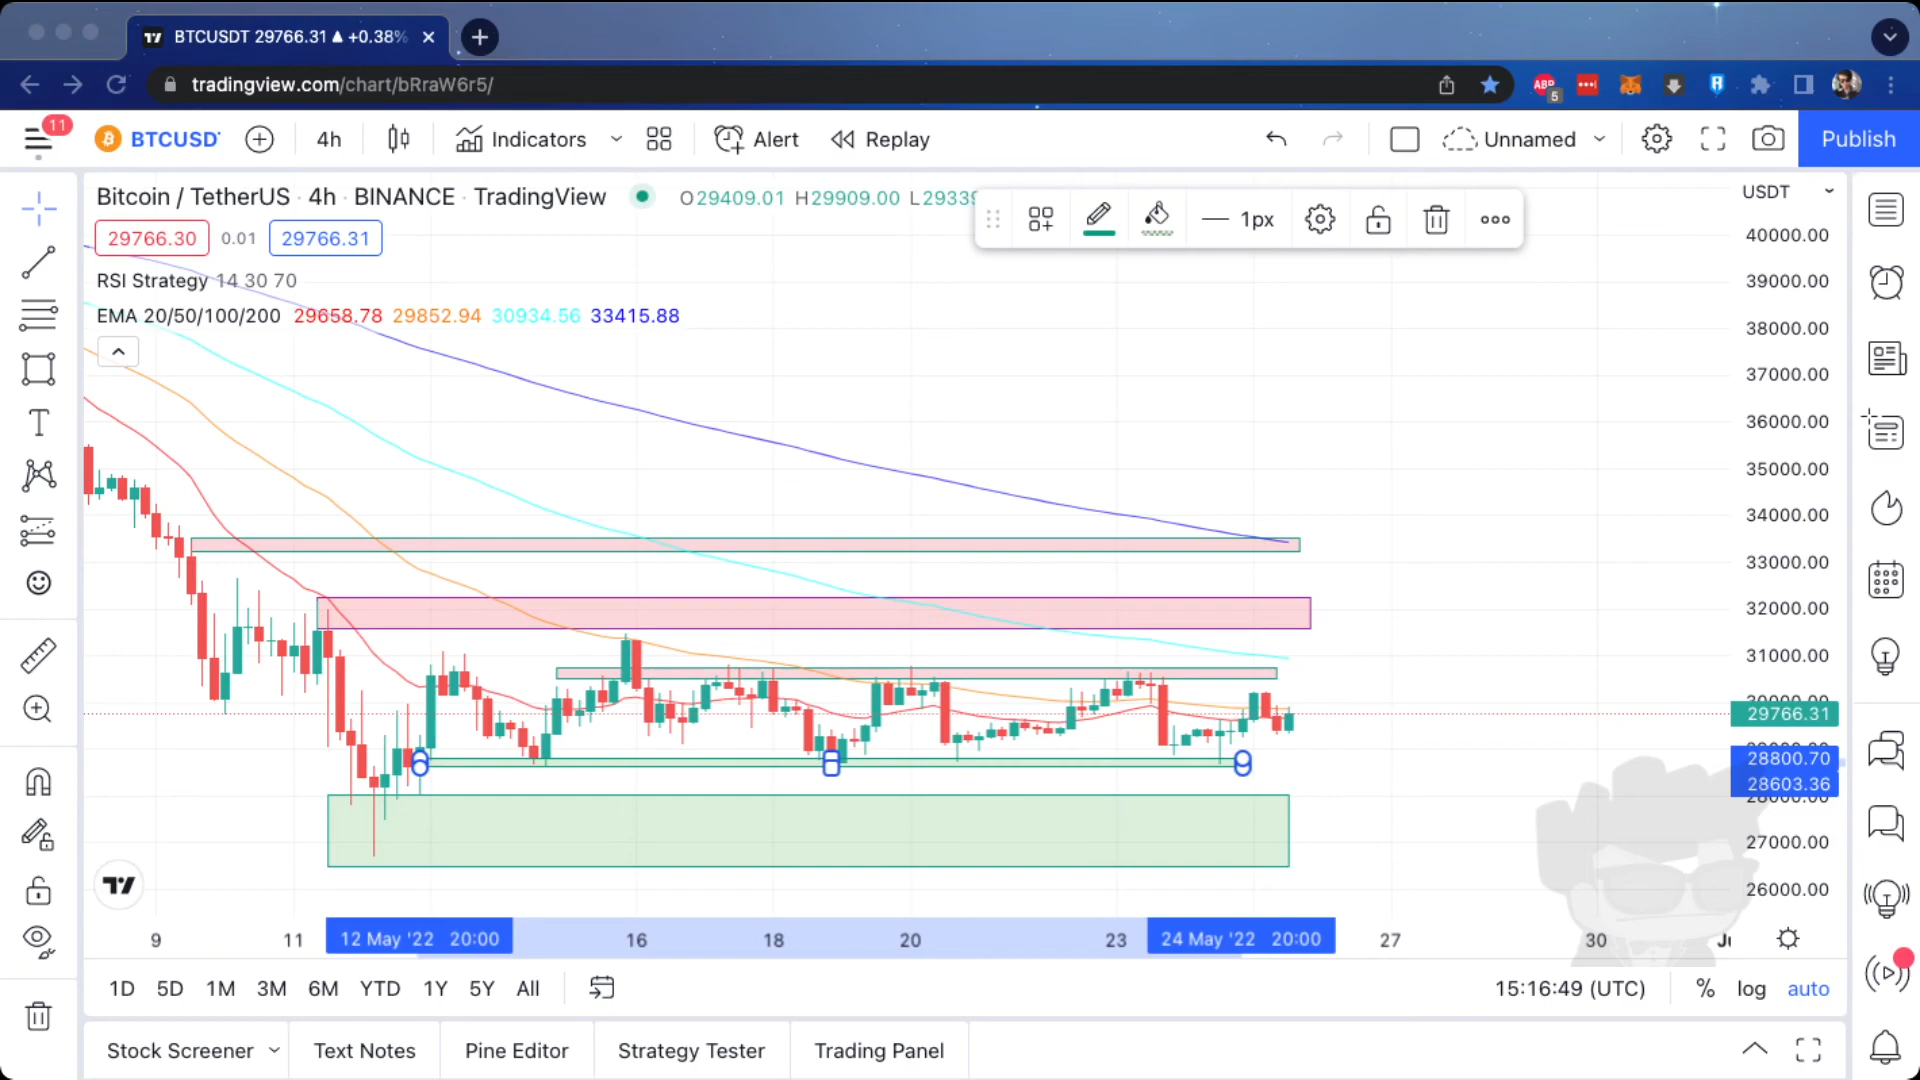 BTCUSDT 29766.31 ▲ +0.38%
tradingview.com/chart/bRraW6r5/
ABP
5
11
BTCUSD
4h
Indicators
Alert
Replay
Unnamed
Publish
Bitcoin / TetherUS · 4h · BINANCE · TradingView
O29409.01 H29909.00 L2933
1px
USDT
29766.30 0.01 29766.31
RSI Strategy 14 30 70
EMA 20/50/100/200 29658.78 29852.94 30934.56 33415.88
40000.00
39000.00
38000.00
37000.00
36000.00
35000.00
34000.00
33000.00
32000.00
31000.00
29766.31
28800.70
28603.36
28000.00
27000.00
26000.00
9 11 12 May '22 20:00 16 18 20 23 24 May '22 20:00 27 30
1D 5D 1M 3M 6M YTD 1Y 5Y All
15:16:49 (UTC) % log auto
Stock Screener Text Notes Pine Editor Strategy Tester Trading Panel